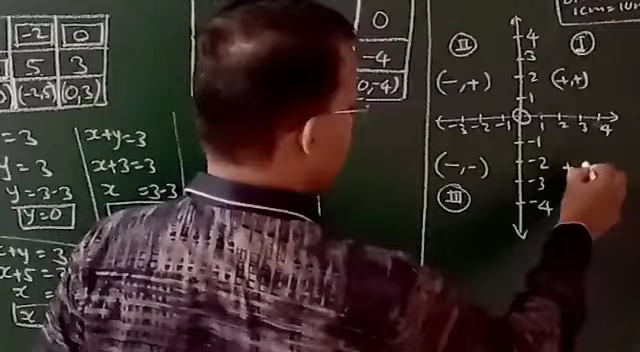 -2 0
5 3
(-2,5) (0,3)
= 3
y = 3
y = 3-3
y = 0
x+y = 3
x+3 = 3
x = 3-3
x+y = 3
x+5 =
x =
x
0
-4
(0,-4)
1cm =
II I
4
3
2
1
(-,+) (+,+)
-3 -2 -1 1 2 3 4
-1
-2
-3
-4
(-,-) +
III